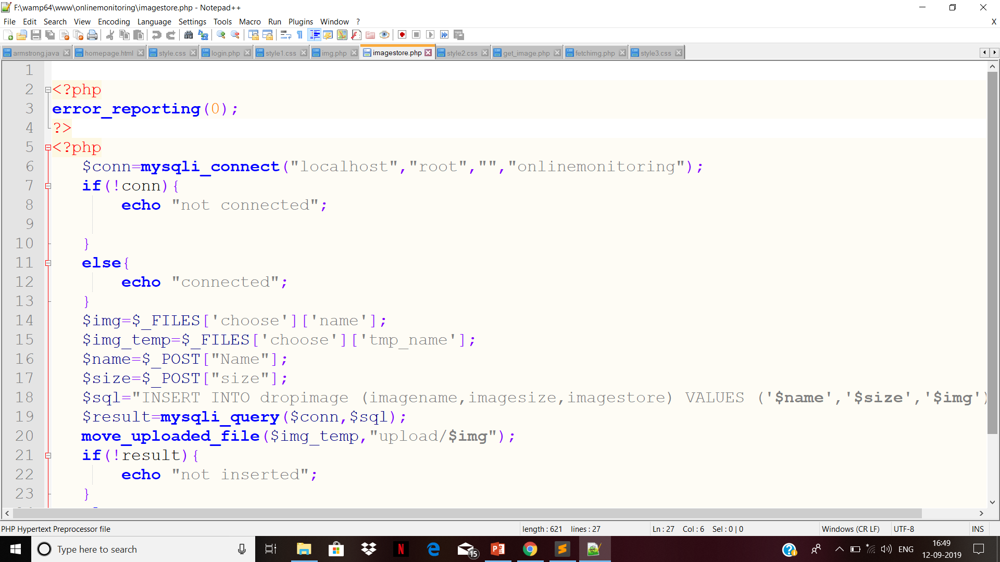 F:\wamp64\www\onlinemonitoring\imagestore.php - Notepad++
File Edit Search View Encoding Language Settings Tools Macro Run Plugins Window ? X
armstrong.java homepage.html style.css login.php style1.css img.php imagestore.php style2.css get_image.php fetchimg.php style3.css
1
2 <?php
3 error_reporting(0);
4 ?>
5 <?php
6 $conn=mysqli_connect("localhost","root","","onlinemonitoring");
7 if(!conn){
8 echo "not connected";
9
10 }
11 else{
12 echo "connected";
13 }
14 $img=$_FILES['choose']['name'];
15 $img_temp=$_FILES['choose']['tmp_name'];
16 $name=$_POST["Name"];
17 $size=$_POST["size"];
18 $sql="INSERT INTO dropimage (imagename,imagesize,imagestore) VALUES ('$name','$size','$img')
19 $result=mysqli_query($conn,$sql);
20 move_uploaded_file($img_temp,"upload/$img");
21 if(!result){
22 echo "not inserted";
23 }
PHP Hypertext Preprocessor file length : 621 lines : 27 Ln : 27 Col : 6 Sel : 0 | 0 Windows (CR LF) UTF-8 INS
Type here to search 15 ENG 16:49
12-09-2019